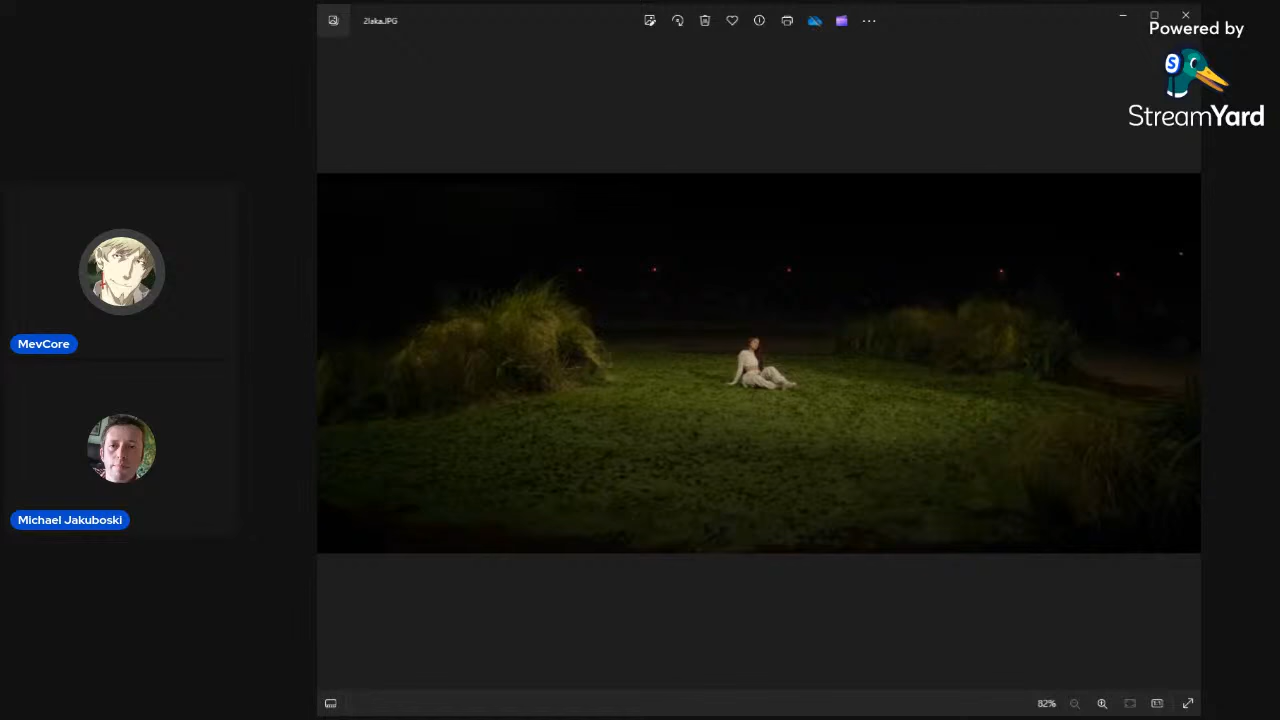 2laka.JPG
Powered by
S
StreamYard
MevCore
Michael Jakuboski
82%